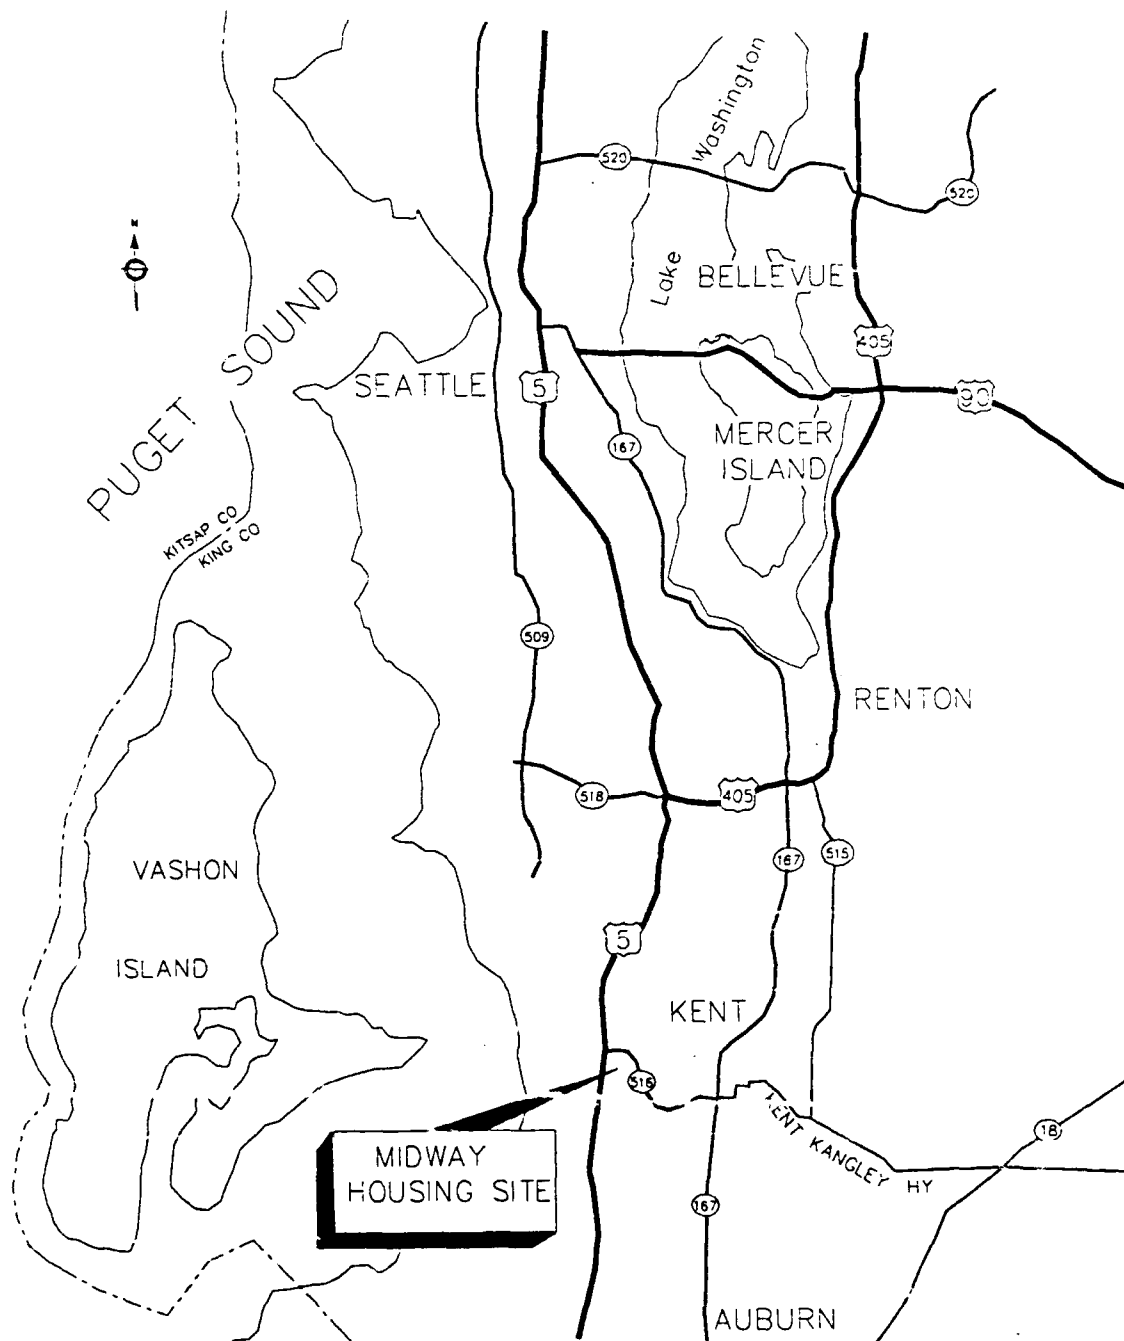 Washington
520
520
N
Lake
BELLEVUE
PUGET SOUND
405
SEATTLE
5
90
167
MERCER
ISLAND
KITSAP CO
KING CO
509
RENTON
518
405
VASHON
ISLAND
167
515
5
KENT
516
KENT KANGLEY HY
18
MIDWAY
HOUSING SITE
167
AUBURN